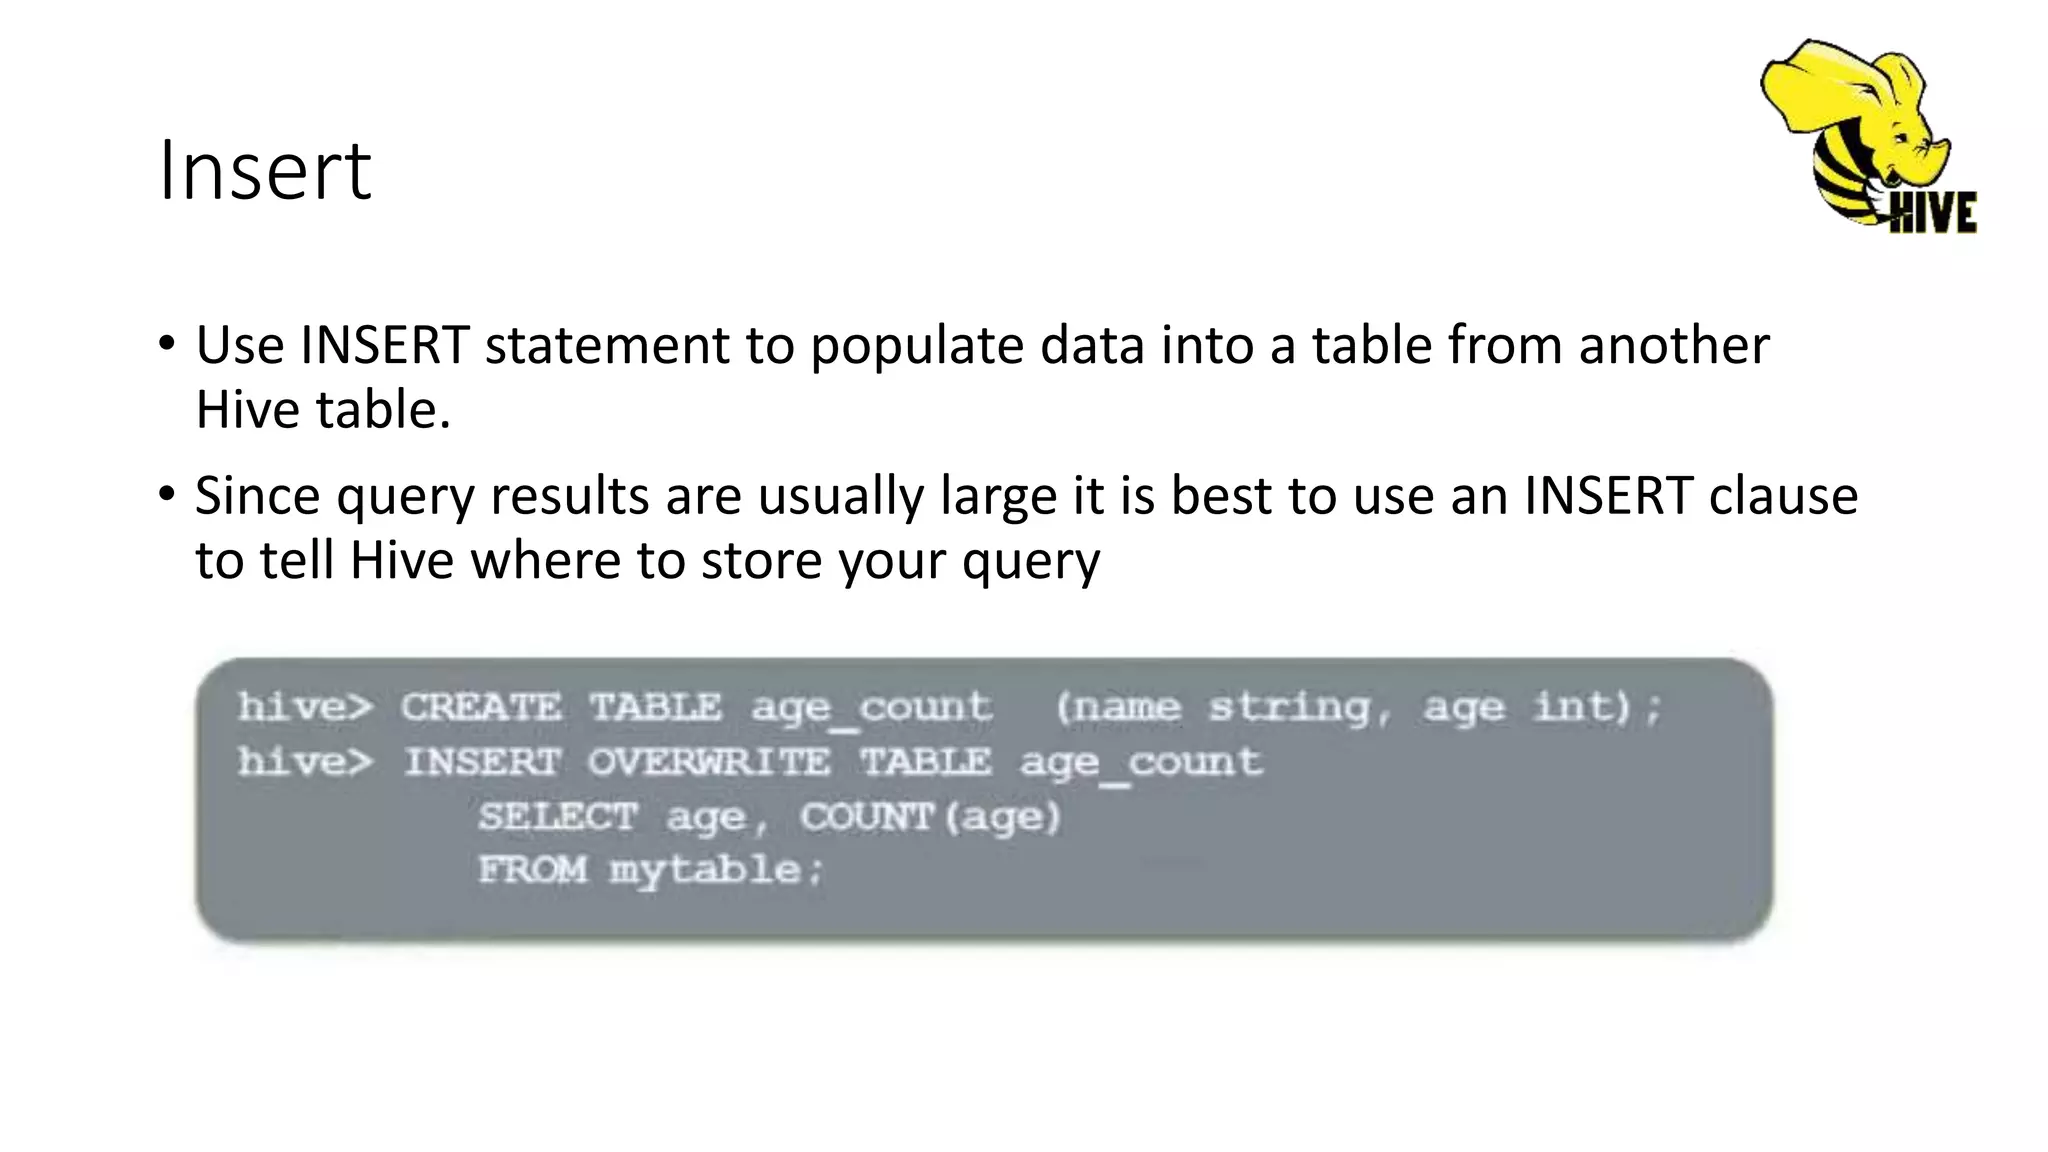 HIVE
Insert
• Use INSERT statement to populate data into a table from another
Hive table.
• Since query results are usually large it is best to use an INSERT clause
to tell Hive where to store your query
hive> CREATE TABLE age_count (name string, age int);
hive> INSERT OVERWRITE TABLE age_count
SELECT age, COUNT(age)
FROM mytable;